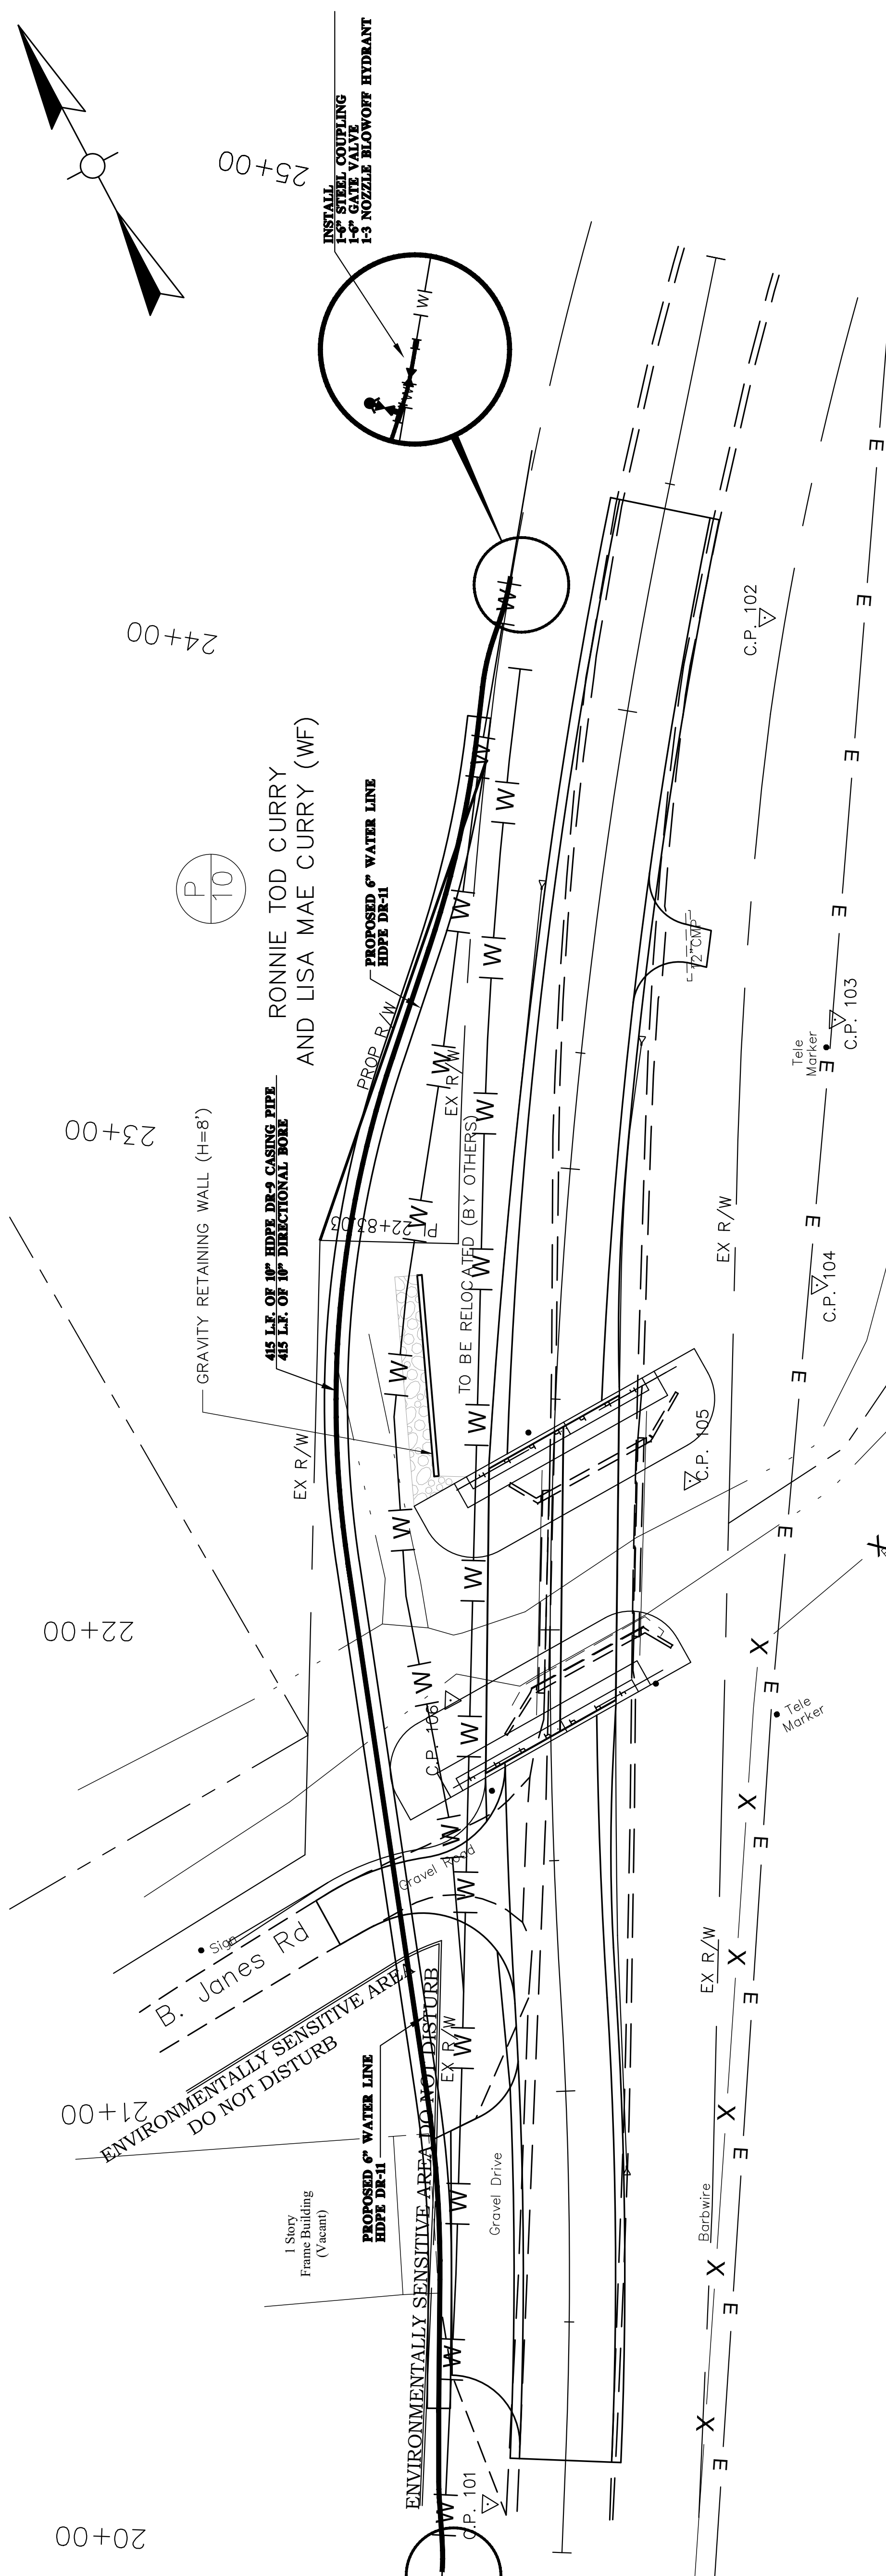 25+00
INSTALL
1-6" STEEL COUPLING
1-6" GATE VALVE
1-3 NOZZLE BLOWOFF HYDRANT
W
W
W
E
24+00
C.P. 102
E
P
10
RONNIE TOD CURRY
AND LISA MAE CURRY (WF)
PROPOSED 6" WATER LINE
HDPE DR-11
W
W
E
W
W
72"CMP
E
PROP R/W
W
EX R/W
W
Tele
Marker
E
C.P. 103
23+00
GRAVITY RETAINING WALL (H=8')
415 L.F. OF 10" HDPE DR-9 CASING PIPE
415 L.F. OF 10" DIRECTIONAL BORE
PL 22+83.03
W
W
TO BE RELOCATED (BY OTHERS)
EX R/W
E
C.P. 104
W
W
E
EX R/W
C.P. 105
W
W
E
X
22+00
W
C.P. 106
W
X
E
Tele
Marker
W
W
X
E
Gravel Road
Sign
B. Janes Rd
EX R/W
X
E
ENVIRONMENTALLY SENSITIVE AREA
DO NOT DISTURB
EX R/W
W
21+00
PROPOSED 6" WATER LINE
HDPE DR-11
ENVIRONMENTALLY SENSITIVE AREA DO NOT DISTURB
X
E
1 Story
Frame Building
(Vacant)
W
Gravel Drive
Barbwire
X
E
W
X
E
W
C.P. 101
20+00